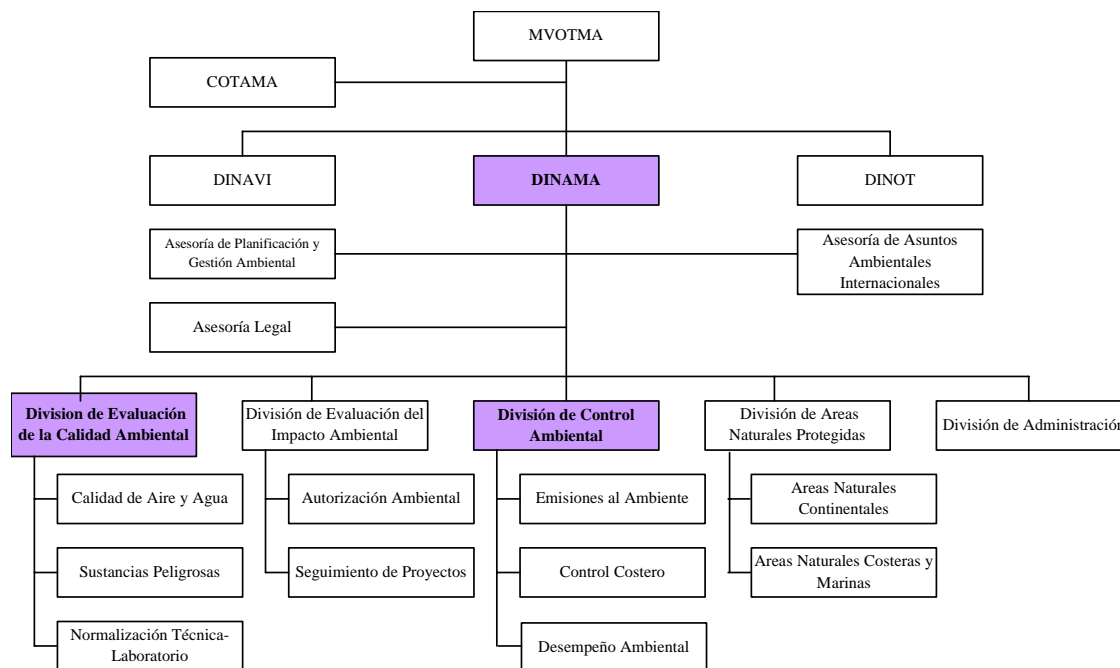 MVOTMA
COTAMA
DINAVI
DINAMA
DINOT
Asesoría de Planificación y
Gestión Ambiental
Asesoría de Asuntos
Ambientales
Internacionales
Asesoría Legal
Division de Evaluación
de la Calidad Ambiental
División de Evaluación del
Impacto Ambiental
División de Control
Ambiental
División de Areas
Naturales Protegidas
División de Administración
Calidad de Aire y Agua
Autorización Ambiental
Emisiones al Ambiente
Areas Naturales
Continentales
Sustancias Peligrosas
Seguimiento de Proyectos
Control Costero
Areas Naturales Costeras y
Marinas
Normalización Técnica-
Laboratorio
Desempeño Ambiental